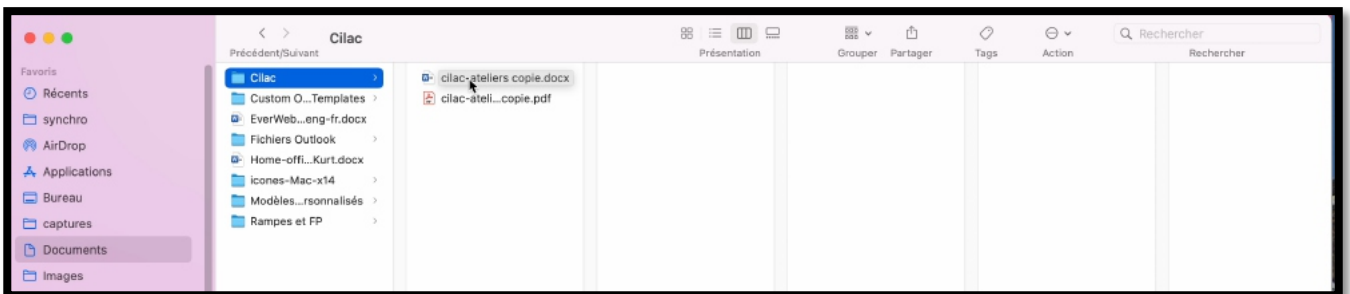 Cilac
Précédent/Suivant
Présentation
Grouper
Partager
Tags
Action
Rechercher
Rechercher
Favoris
Récents
synchro
AirDrop
Applications
Bureau
captures
Documents
Images
Cilac
Custom O...Templates
EverWeb...eng-fr.docx
Fichiers Outlook
Home-offi...Kurt.docx
icones-Mac-x14
Modèles...rsonnalisés
Rampes et FP
cilac-ateliers copie.docx
cilac-ateli...copie.pdf